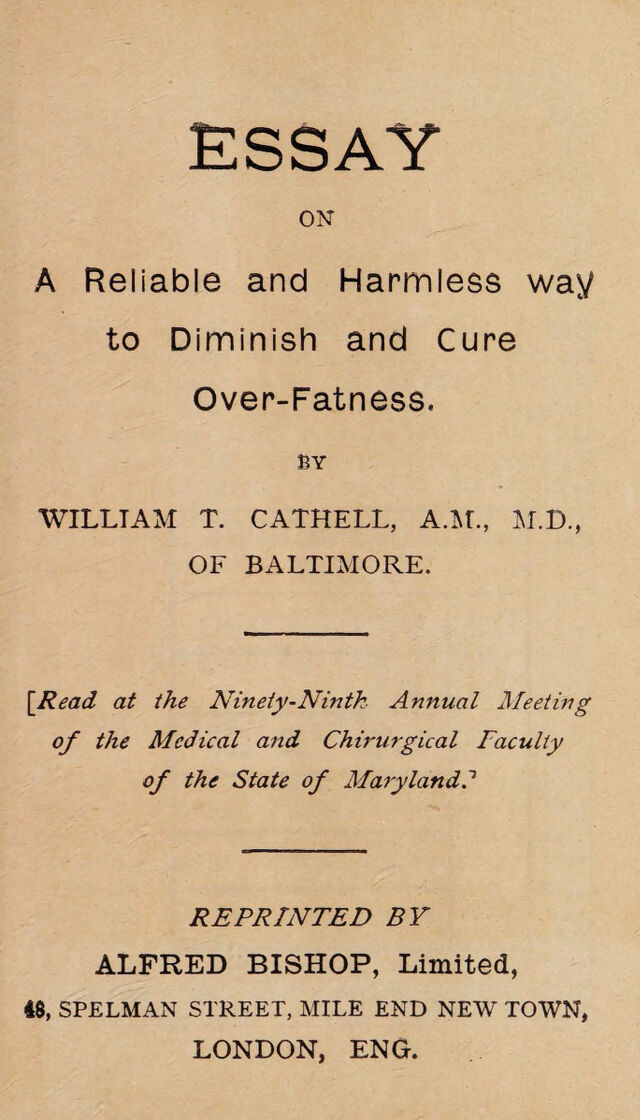 ESSAY
ON
A Reliable and Harmless way
to Diminish and Cure
Over-Fatness.
BY
WILLIAM T. CATHELL, A.M., M.D.,
OF BALTIMORE.
[Read at the Ninety-Ninth Annual Meeting
of the Medical and Chirurgical Faculty
of the State of Maryland.]
REPRINTED BY
ALFRED BISHOP, Limited,
48, SPELMAN STREET, MILE END NEW TOWN,
LONDON, ENG.